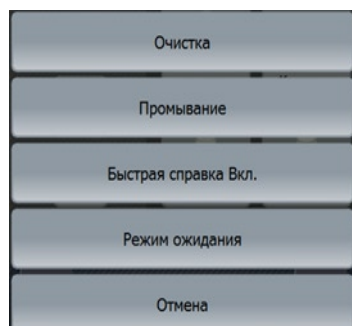 Очистка
Промывание
Быстрая справка Вкл.
Режим ожидания
Отмена